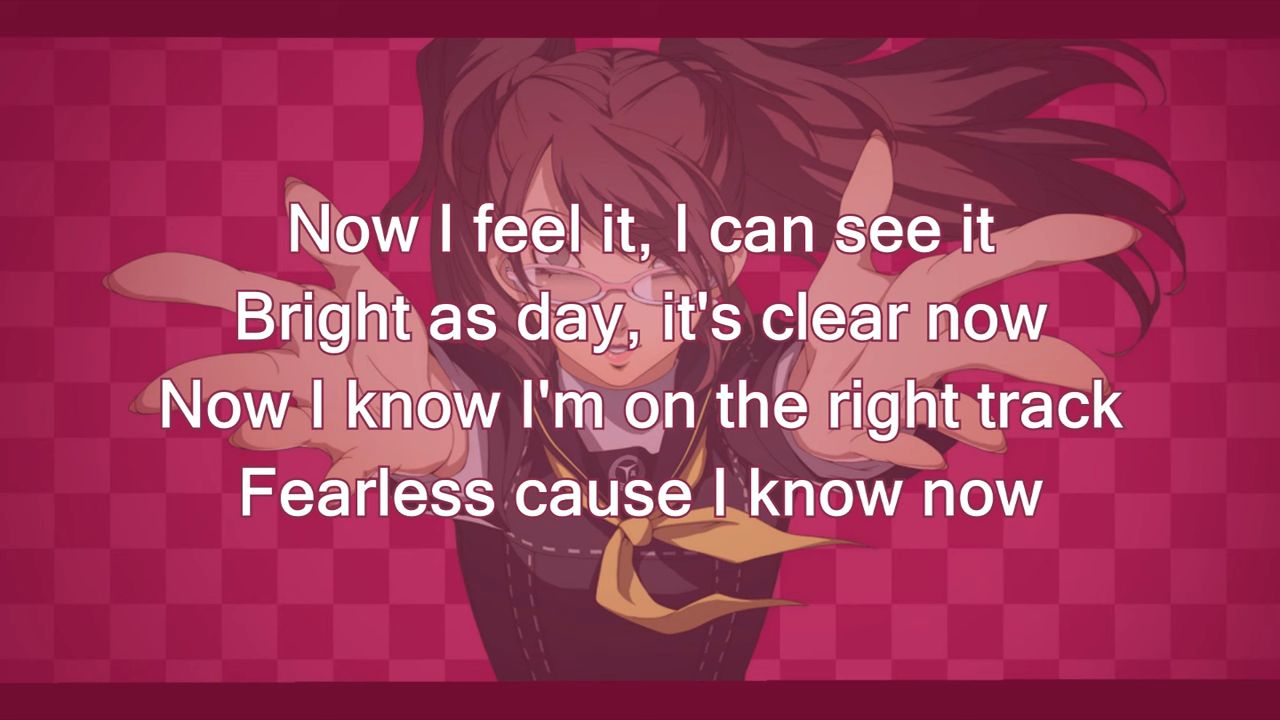 Now I feel it, I can see it
Bright as day, it's clear now
Now I know I'm on the right track
Fearless cause I know now